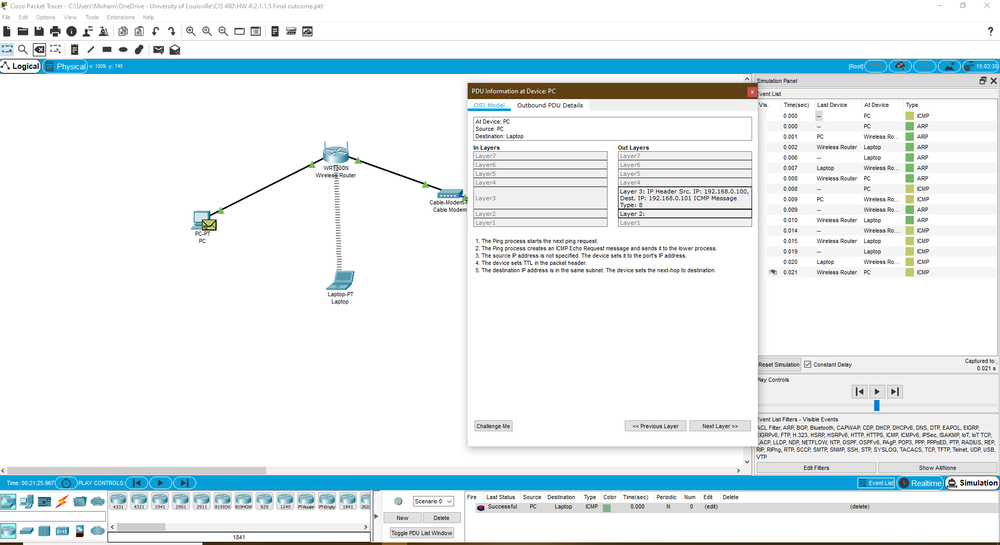 Cisco Packet Tracer - C:\Users\Moham\OneDrive - University of Louisville\CIS 480\HW 4\2.1.1.5 Final outcome.pkt
File Edit Options View Tools Extensions Help
Logical Physical x: 1009, y: 745
[Root] 15:03:30
WRT300N
Wireless Router
Cable Modem
PC-PT
PC
Laptop-PT
Laptop
PDU Information at Device: PC
OSI Model Outbound PDU Details
At Device: PC
Source: PC
Destination: Laptop
In Layers Out Layers
Layer7 Layer7
Layer6 Layer6
Layer5 Layer5
Layer4 Layer4
Layer3 Layer 3: IP Header Src. IP: 192.168.0.100,
Dest. IP: 192.168.0.101 ICMP Message
Type: 8
Layer2 Layer 2:
Layer1 Layer1
1. The Ping process starts the next ping request.
2. The Ping process creates an ICMP Echo Request message and sends it to the lower process.
3. The source IP address is not specified. The device sets it to the port's IP address.
4. The device sets TTL in the packet header.
5. The destination IP address is in the same subnet. The device sets the next-hop to destination.
Challenge Me << Previous Layer Next Layer >>
Simulation Panel
Event List
Vis. Time(sec) Last Device At Device Type
0.000 -- PC ICMP
0.000 -- PC ARP
0.001 PC Wireless Ro... ARP
0.002 Wireless Router Laptop ARP
0.006 -- Laptop ARP
0.007 Laptop Wireless Ro... ARP
0.008 Wireless Router PC ARP
0.008 -- PC ICMP
0.009 PC Wireless Ro... ICMP
0.009 -- Wireless Ro... ARP
0.010 Wireless Router Laptop ARP
0.014 -- Wireless Ro... ICMP
0.015 Wireless Router Laptop ICMP
0.019 -- Laptop ICMP
0.020 Laptop Wireless Ro... ICMP
0.021 Wireless Router PC ICMP
Reset Simulation Constant Delay Captured to:
0.021 s
Play Controls
Event List Filters - Visible Events
ACL Filter, ARP, BGP, Bluetooth, CAPWAP, CDP, DHCP, DHCPv6, DNS, DTP, EAPOL, EIGRP,
EIGRPv6, FTP, H.323, HSRP, HSRPv6, HTTP, HTTPS, ICMP, ICMPv6, IPSec, ISAKMP, IoT, IoT TCP,
LACP, LLDP, NDP, NETFLOW, NTP, OSPF, OSPFv6, PAgP, POP3, PPP, PPPoED, PTP, RADIUS, REP,
RIP, RIPng, RTP, SCCP, SMTP, SNMP, SSH, STP, SYSLOG, TACACS, TCP, TFTP, Telnet, UDP, USB,
VTP
Edit Filters Show All/None
Time: 00:21:25.967 PLAY CONTROLS:
Event List Realtime Simulation
4331 4321 1941 2901 2911 819IOX 819HGW 829 1240 PT-Router PT-Empty 1841 2620
1841
Scenario 0
New Delete
Toggle PDU List Window
Fire Last Status Source Destination Type Color Time(sec) Periodic Num Edit Delete
Successful PC Laptop ICMP 0.000 N 0 (edit) (delete)